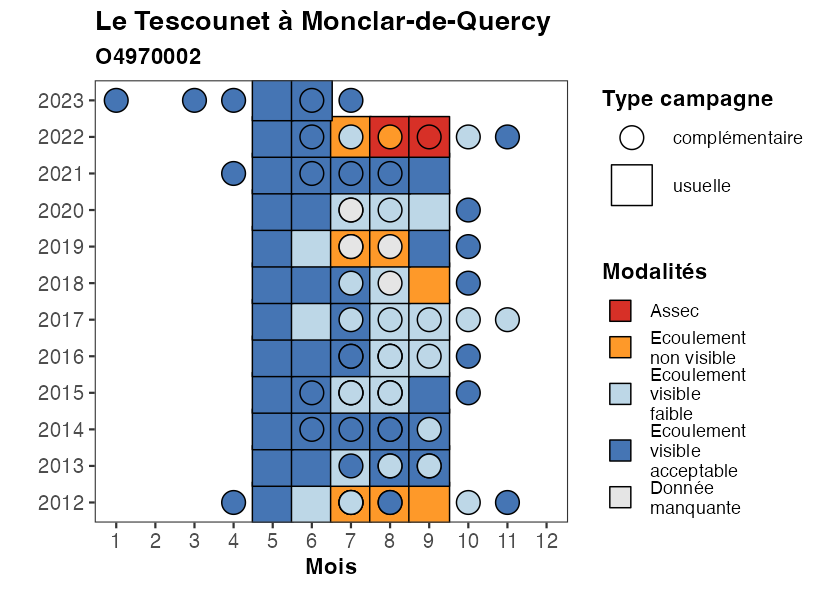 Le Tescounet à Monclar-de-Quercy
O4970002
2023
2022
2021
2020
2019
2018
2017
2016
2015
2014
2013
2012
1 2 3 4 5 6 7 8 9 10 11 12
Mois
Type campagne
complémentaire
usuelle
Modalités
Assec
Ecoulement
non visible
Ecoulement
visible
faible
Ecoulement
visible
acceptable
Donnée
manquante